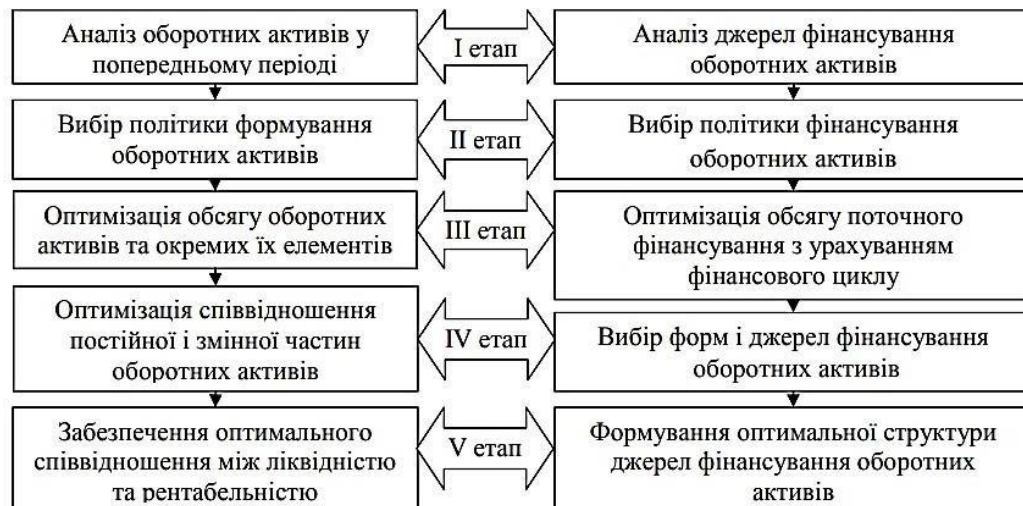 Аналіз оборотних активів у
попередньому періоді
І етап
Аналіз джерел фінансування
оборотних активів
Вибір політики формування
оборотних активів
ІІ етап
Вибір політики фінансування
оборотних активів
Оптимізація обсягу оборотних
активів та окремих їх елементів
ІІІ етап
Оптимізація обсягу поточного
фінансування з урахуванням
фінансового циклу
Оптимізація співвідношення
постійної і змінної частин
оборотних активів
IV етап
Вибір форм і джерел фінансування
оборотних активів
Забезпечення оптимального
співвідношення між ліквідністю
та рентабельністю
V етап
Формування оптимальної структури
джерел фінансування оборотних
активів